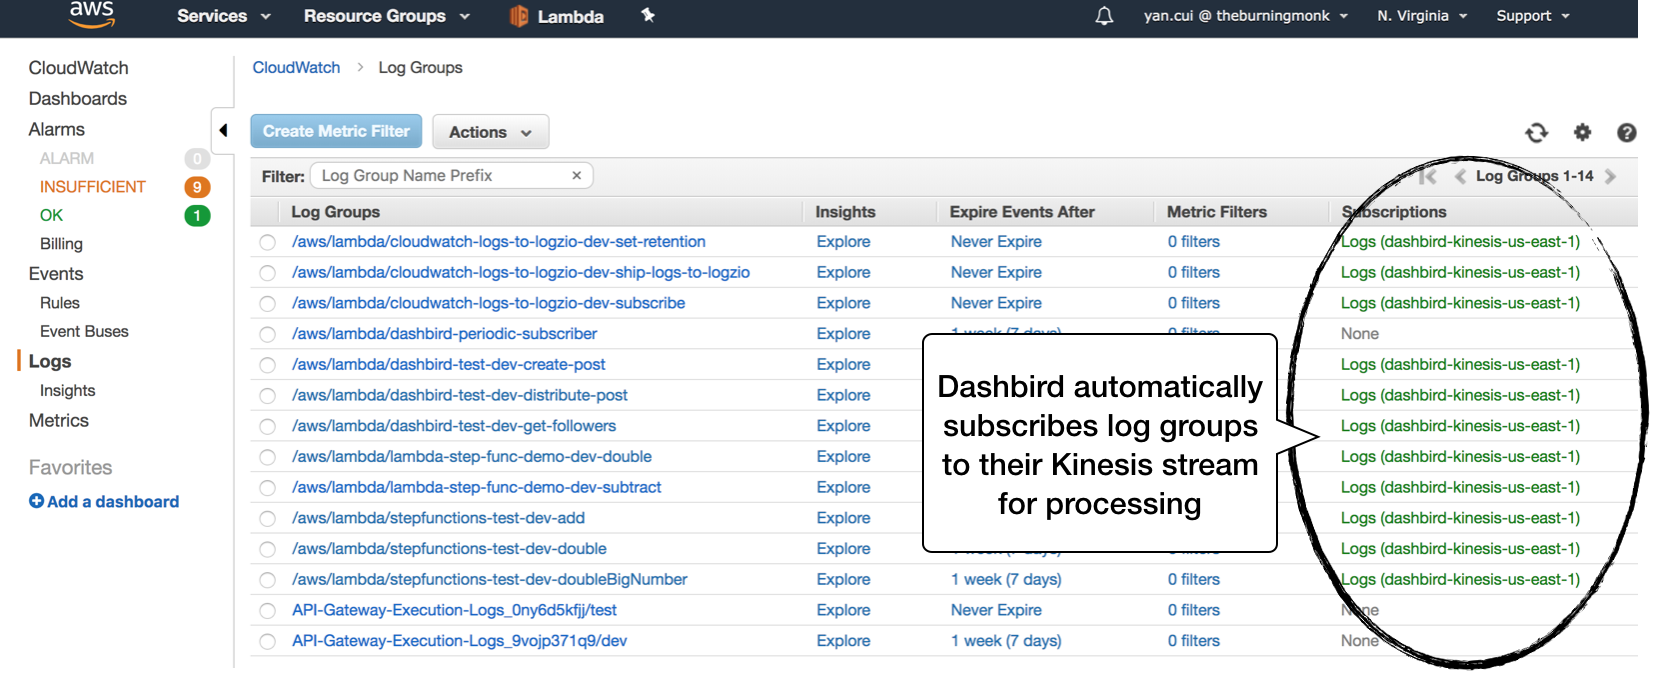 aws Services Resource Groups Lambda yan.cui @ theburningmonk N. Virginia Support
CloudWatch
Dashboards
Alarms
ALARM 0
INSUFFICIENT 9
OK 1
Billing
Events
Rules
Event Buses
Logs
Insights
Metrics
Favorites
Add a dashboard
CloudWatch > Log Groups
Create Metric Filter Actions
Filter: Log Group Name Prefix × Log Groups 1-14
Log Groups Insights Expire Events After Metric Filters Subscriptions
/aws/lambda/cloudwatch-logs-to-logzio-dev-set-retention Explore Never Expire 0 filters Logs (dashbird-kinesis-us-east-1)
/aws/lambda/cloudwatch-logs-to-logzio-dev-ship-logs-to-logzio Explore Never Expire 0 filters Logs (dashbird-kinesis-us-east-1)
/aws/lambda/cloudwatch-logs-to-logzio-dev-subscribe Explore Never Expire 0 filters Logs (dashbird-kinesis-us-east-1)
/aws/lambda/dashbird-periodic-subscriber Explore 1 week (7 days) 0 filters None
/aws/lambda/dashbird-test-dev-create-post Explore Logs (dashbird-kinesis-us-east-1)
/aws/lambda/dashbird-test-dev-distribute-post Explore Logs (dashbird-kinesis-us-east-1)
/aws/lambda/dashbird-test-dev-get-followers Explore Logs (dashbird-kinesis-us-east-1)
/aws/lambda/lambda-step-func-demo-dev-double Explore Logs (dashbird-kinesis-us-east-1)
/aws/lambda/lambda-step-func-demo-dev-subtract Explore Logs (dashbird-kinesis-us-east-1)
/aws/lambda/stepfunctions-test-dev-add Explore Logs (dashbird-kinesis-us-east-1)
/aws/lambda/stepfunctions-test-dev-double Explore Logs (dashbird-kinesis-us-east-1)
/aws/lambda/stepfunctions-test-dev-doubleBigNumber Explore 1 week (7 days) 0 filters Logs (dashbird-kinesis-us-east-1)
API-Gateway-Execution-Logs_0ny6d5kfjj/test Explore Never Expire 0 filters None
API-Gateway-Execution-Logs_9vojp371q9/dev Explore 1 week (7 days) 0 filters None
Dashbird automatically
subscribes log groups
to their Kinesis stream
for processing